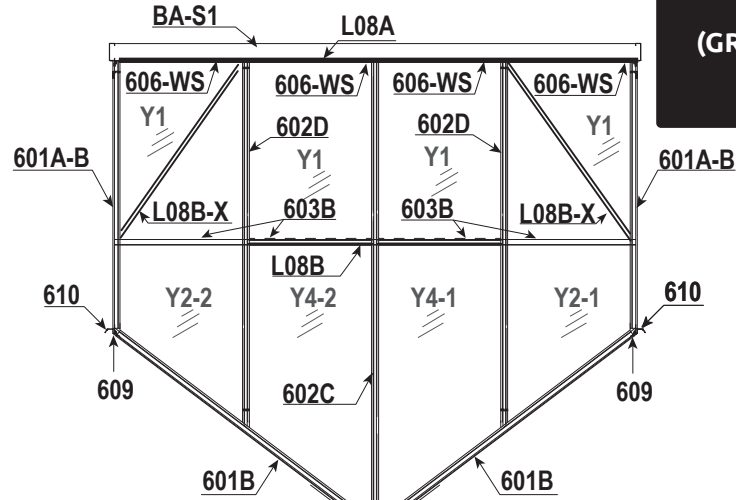 BA-S1
L08A
(GR
606-WS 606-WS 606-WS 606-WS
Y1 Y1 Y1 Y1
602D 602D
601A-B 601A-B
L08B-X 603B 603B L08B-X
L08B
610 Y2-2 Y4-2 Y4-1 Y2-1 610
609 602C 609
601B 601B